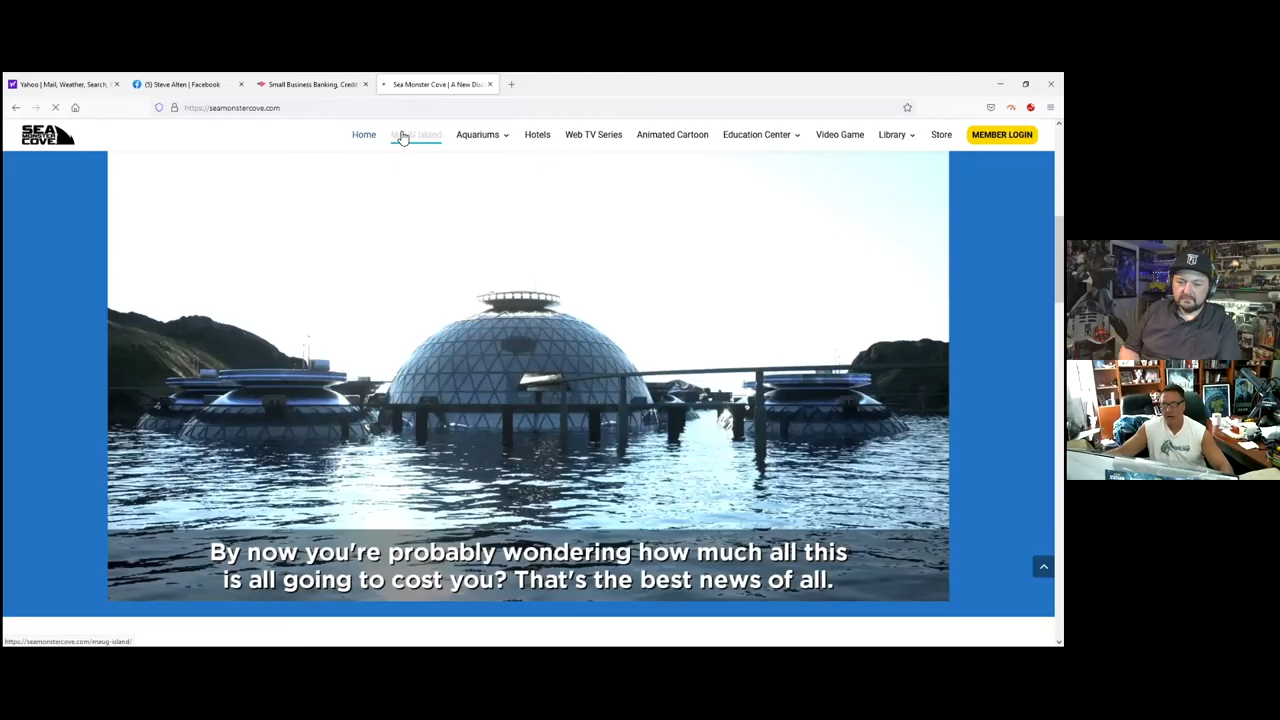 Yahoo | Mail, Weather, Search,
(5) Steve Alten | Facebook
Small Business Banking, Credit
Sea Monster Cove | A New Disc
https://seamonstercove.com
SEA
MONSTER
COVE
Home
MAUG Island
Aquariums
Hotels
Web TV Series
Animated Cartoon
Education Center
Video Game
Library
Store
MEMBER LOGIN
By now you're probably wondering how much all this
is all going to cost you? That's the best news of all.
https://seamonstercove.com/maug-island/